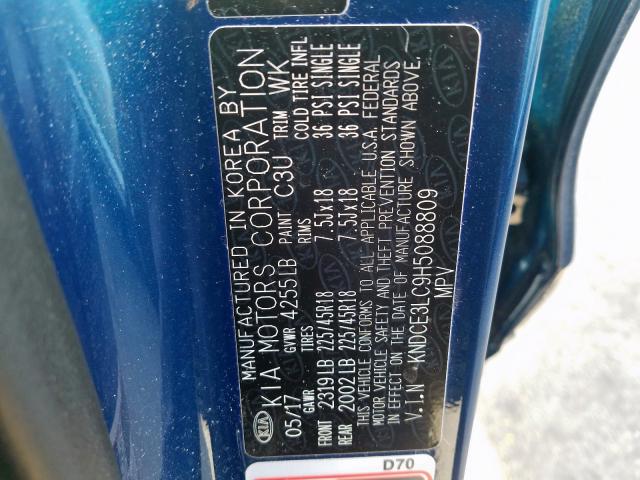 MANUFACTURED IN KOREA BY
KIA KIA MOTORS CORPORATION
05/17 GVWR 4255LB PAINT C3U TRIM WK
GAWR TIRES RIMS COLD TIRE INFL
FRONT 2319LB 225/45R18 7.5Jx18 36 PSI SINGLE
REAR 2002LB 225/45R18 7.5Jx18 36 PSI SINGLE
THIS VEHICLE CONFORMS TO ALL APPLICABLE U.S.A. FEDERAL
MOTOR VEHICLE SAFETY AND THEFT PREVENTION STANDARDS
IN EFFECT ON THE DATE OF MANUFACTURE SHOWN ABOVE.
V.I.N KNDCE3LC9H5088809
MPV
D70